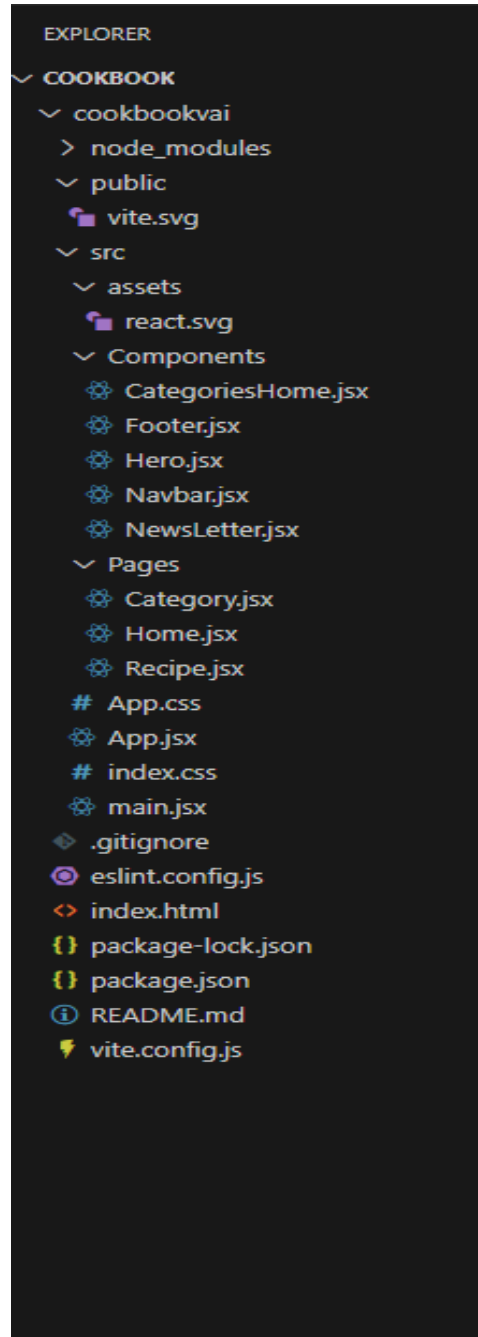 EXPLORER
COOKBOOK
cookbookvai
node_modules
public
vite.svg
src
assets
react.svg
Components
CategoriesHome.jsx
Footer.jsx
Hero.jsx
Navbar.jsx
NewsLetter.jsx
Pages
Category.jsx
Home.jsx
Recipe.jsx
# App.css
App.jsx
# index.css
main.jsx
.gitignore
eslint.config.js
<> index.html
{} package-lock.json
{} package.json
README.md
vite.config.js